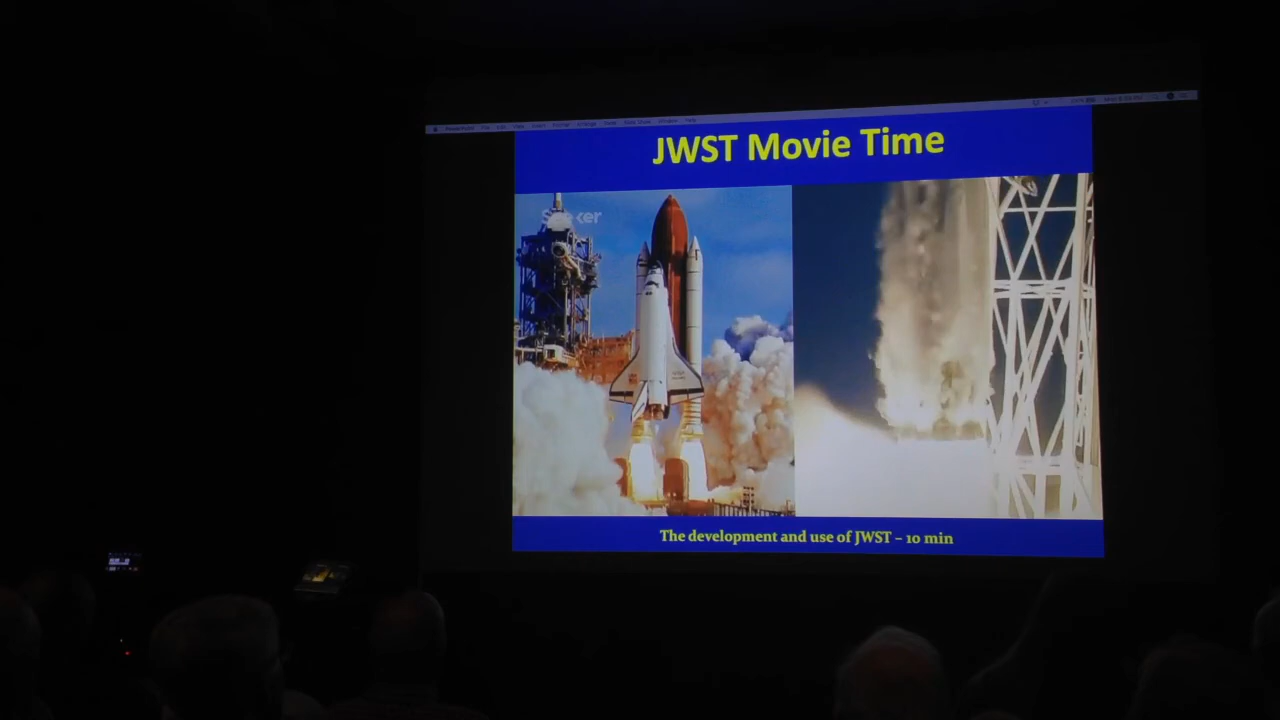 JWST Movie Time
The development and use of JWST – 10 min